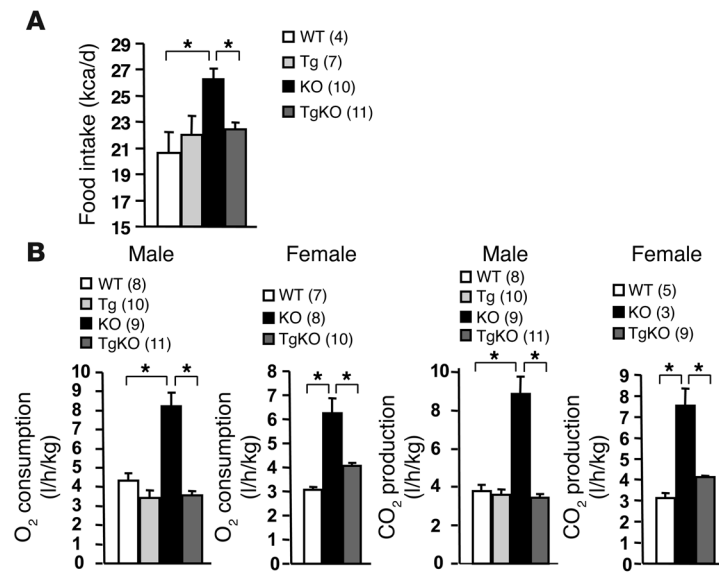 A
Food intake (kca/d)
29
27
25
23
21
19
17
15
* *
WT (4)
Tg (7)
KO (10)
TgKO (11)
B
Male
WT (8)
Tg (10)
KO (9)
TgKO (11)
O2 consumption
(l/h/kg)
10
9
8
7
6
5
4
3
2
1
0
* *
Female
WT (7)
KO (8)
TgKO (10)
O2 consumption
(l/h/kg)
8
7
6
5
4
3
2
1
0
* *
Male
WT (8)
Tg (10)
KO (9)
TgKO (11)
CO2 production
(l/h/kg)
10
8
6
4
2
0
* *
Female
WT (5)
KO (3)
TgKO (9)
CO2 production
(l/h/kg)
9
8
7
6
5
4
3
2
1
0
* *